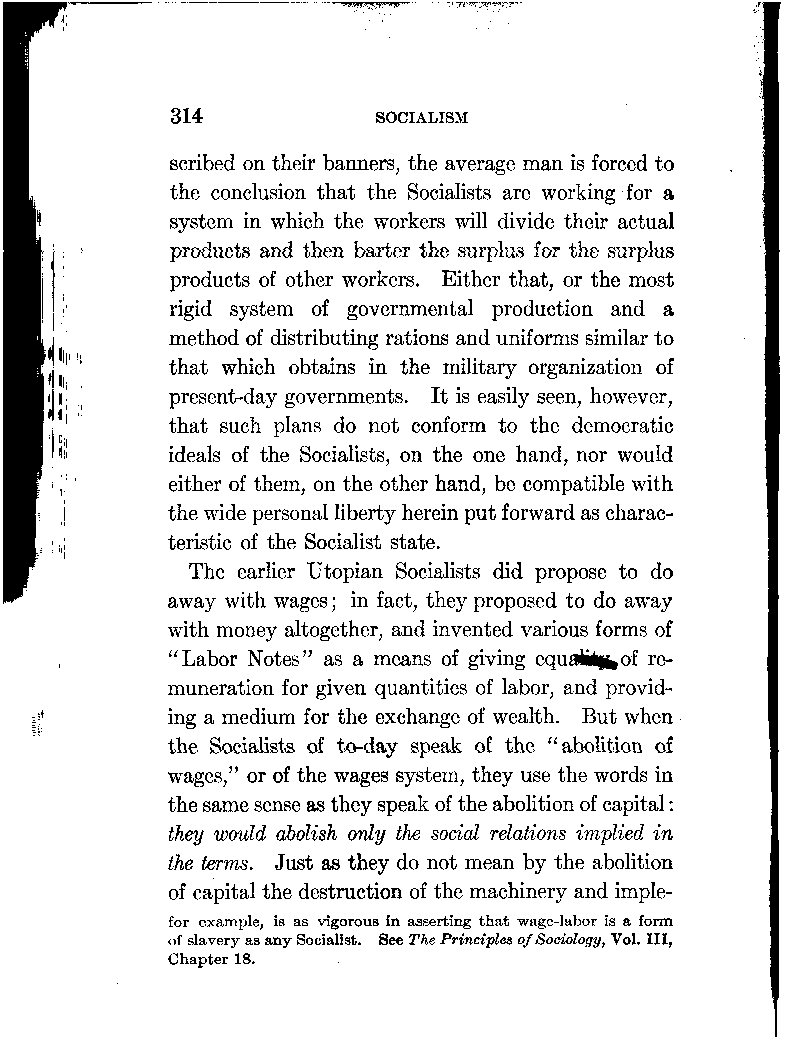 314 SOCIALISM
scribed on their banners, the average man is forced to
the conclusion that the Socialists are working for a
system in which the workers will divide their actual
products and then barter the surplus for the surplus
products of other workers. Either that, or the most
rigid system of governmental production and a
method of distributing rations and uniforms similar to
that which obtains in the military organization of
present-day governments. It is easily seen, however,
that such plans do not conform to the democratic
ideals of the Socialists, on the one hand, nor would
either of them, on the other hand, be compatible with
the wide personal liberty herein put forward as charac-
teristic of the Socialist state.
The earlier Utopian Socialists did propose to do
away with wages; in fact, they proposed to do away
with money altogether, and invented various forms of
"Labor Notes" as a means of giving equality of re-
muneration for given quantities of labor, and provid-
ing a medium for the exchange of wealth. But when
the Socialists of to-day speak of the "abolition of
wages," or of the wages system, they use the words in
the same sense as they speak of the abolition of capital:
they would abolish only the social relations implied in
the terms. Just as they do not mean by the abolition
of capital the destruction of the machinery and imple-
for example, is as vigorous in asserting that wage-labor is a form
of slavery as any Socialist. See The Principles of Sociology, Vol. III,
Chapter 18.